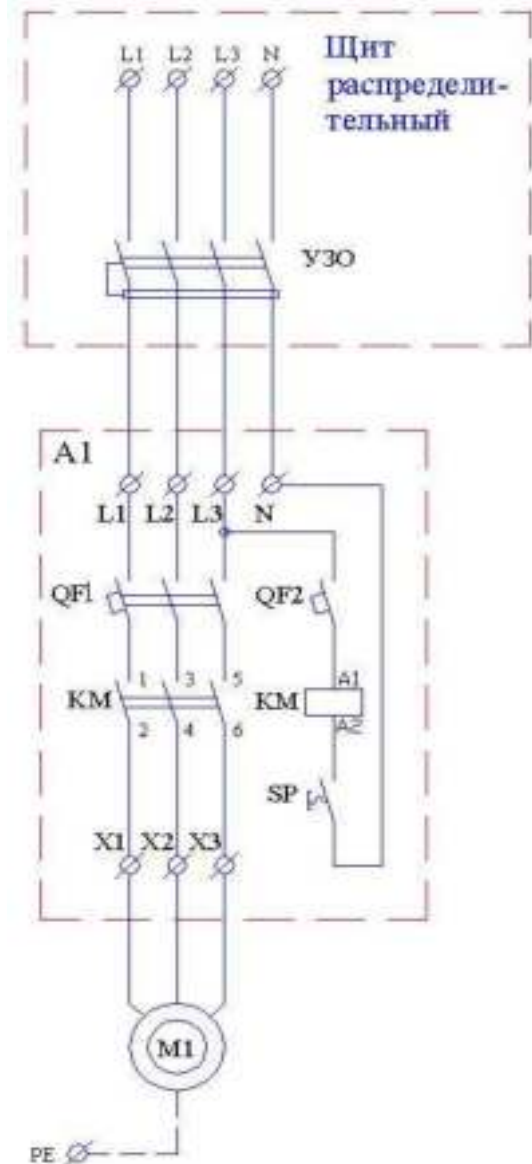 L1 L2 L3 N
Щит
распредели-
тельный
УЗО
A1
L1 L2 L3 N
QF1 QF2
1 3 5
A1
KM KM
2 4 6
A2
SP
X1 X2 X3
M1
PE